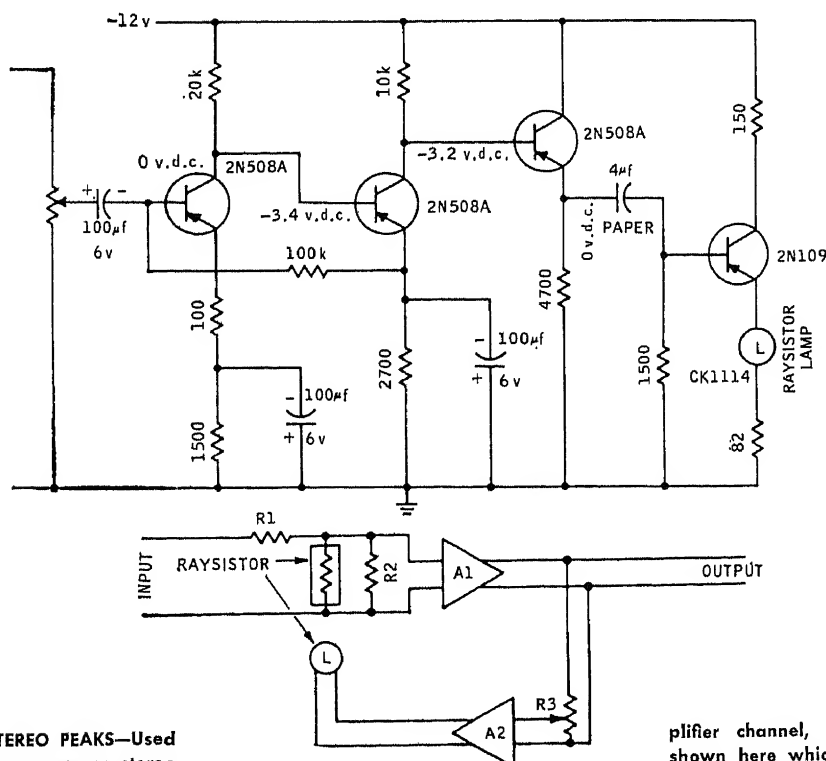 -12v
20k
10k
150
0 v.d.c.
2N508A
-3.4 v.d.c.
2N508A
-3.2 v.d.c.
2N508A
4µf
PAPER
0 v.d.c.
2N109
+ -
100µf
6v
100k
100
1500
- 100µf
+ 6v
2700
- 100µf
+ 6v
4700
1500
L
CK1114
RAYSISTOR
LAMP
82
R1
INPUT
RAYSISTOR
R2
A1
OUTPUT
L
A2
R3
TEREO PEAKS—Used
plifier channel,
shown here whic